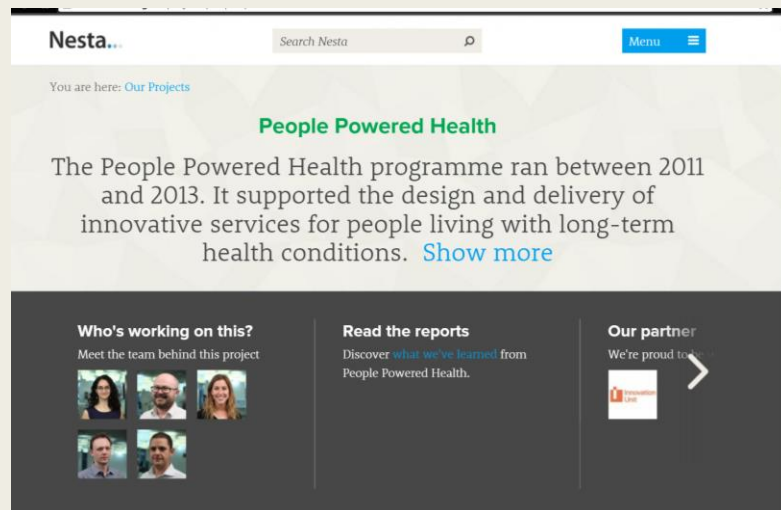 Nesta...
Search Nesta
Menu
You are here: Our Projects
People Powered Health
The People Powered Health programme ran between 2011
and 2013. It supported the design and delivery of
innovative services for people living with long-term
health conditions. Show more
Who's working on this?
Meet the team behind this project
Read the reports
Discover what we've learned from
People Powered Health.
Our partner
We're proud to be
Innovation
Unit